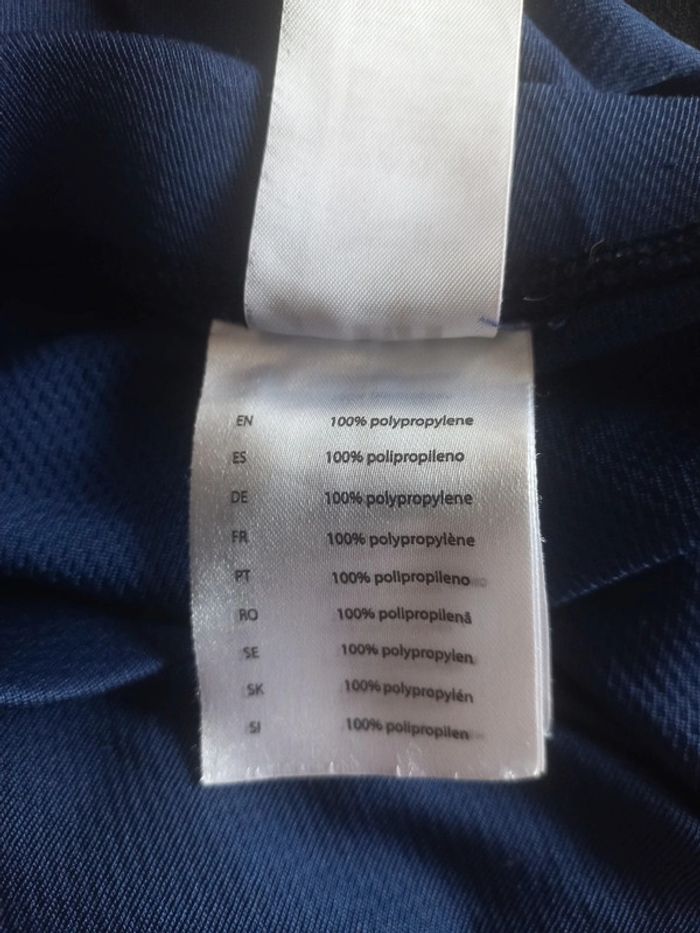 EN 100% polypropylene
ES 100% polipropileno
DE 100% polypropylene
FR 100% polypropylène
PT 100% polipropileno
RO 100% polipropilenă
SE 100% polypropylen
SK 100% polypropylén
SI 100% polipropilen